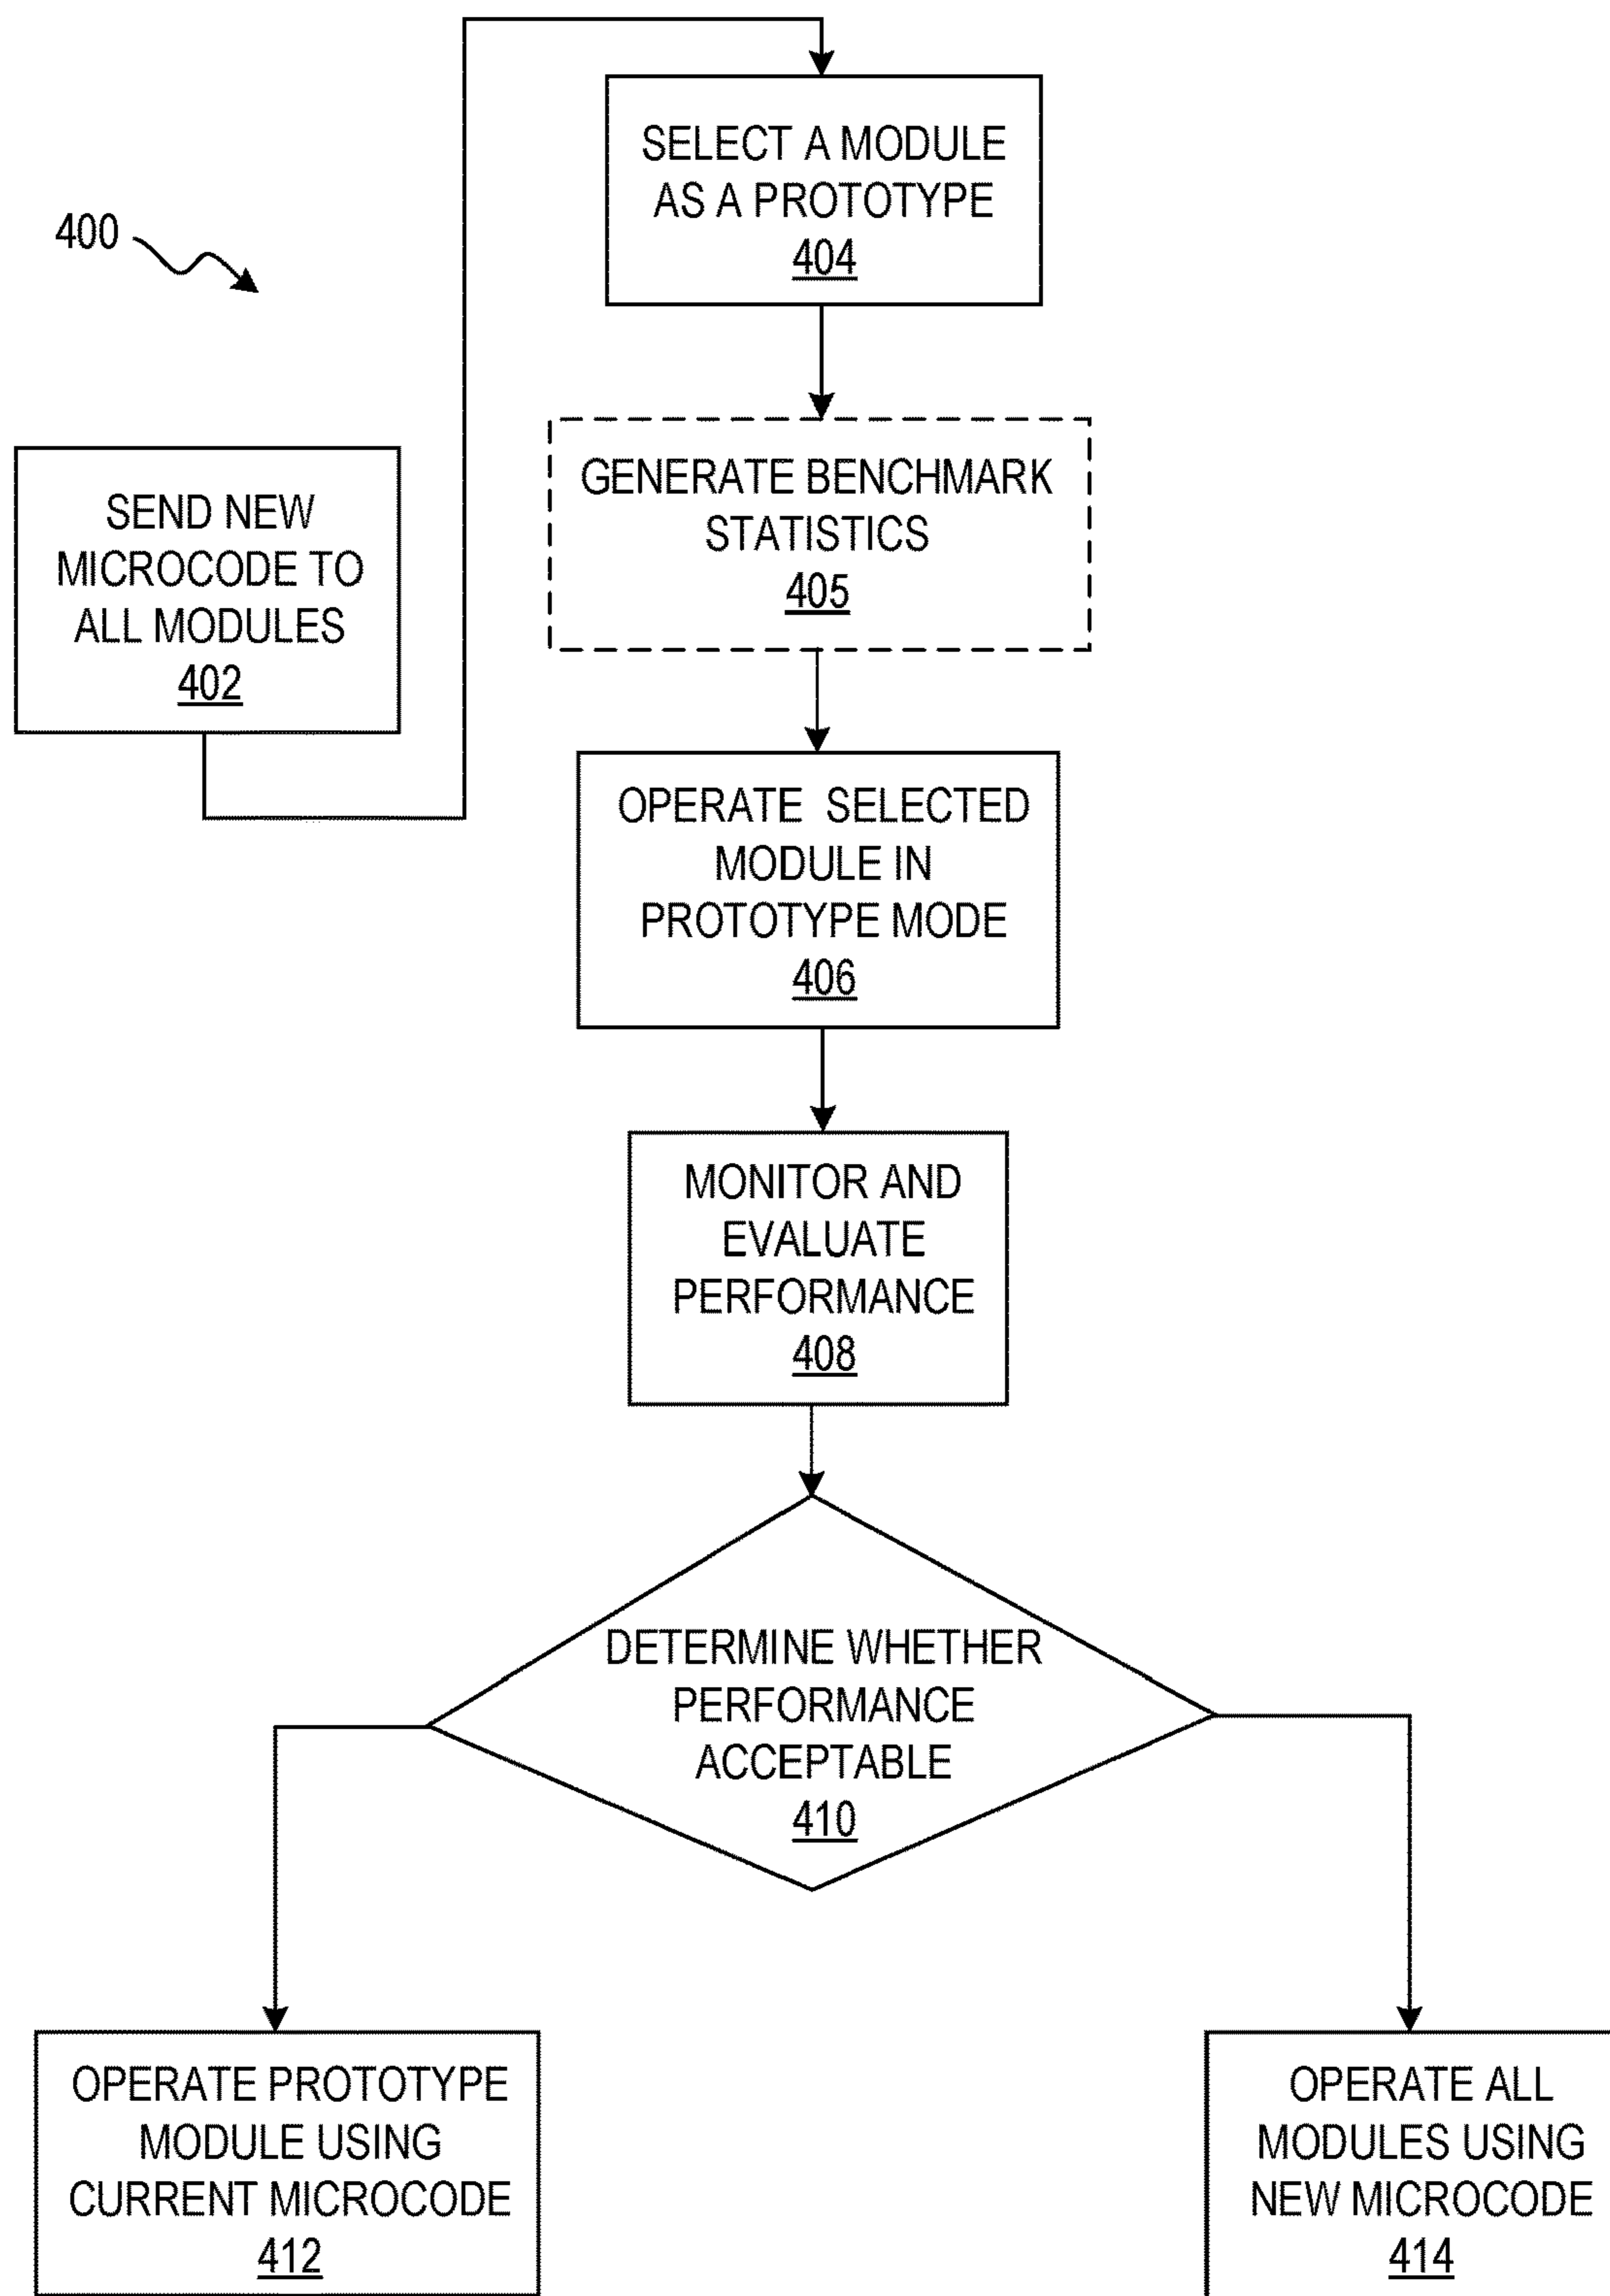 400
SEND NEW
MICROCODE TO
ALL MODULES
402
SELECT A MODULE
AS A PROTOTYPE
404
GENERATE BENCHMARK
STATISTICS
405
OPERATE SELECTED
MODULE IN
PROTOTYPE MODE
406
MONITOR AND
EVALUATE
PERFORMANCE
408
DETERMINE WHETHER
PERFORMANCE
ACCEPTABLE
410
OPERATE PROTOTYPE
MODULE USING
CURRENT MICROCODE
412
OPERATE ALL
MODULES USING
NEW MICROCODE
414